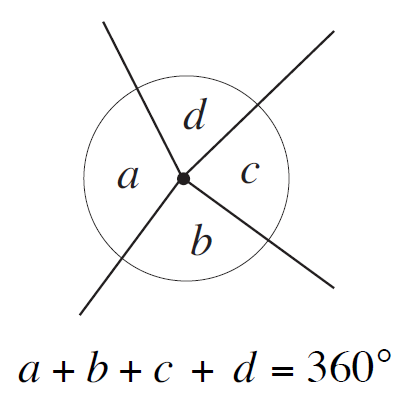 d
a
c
b
a + b + c + d = 360°